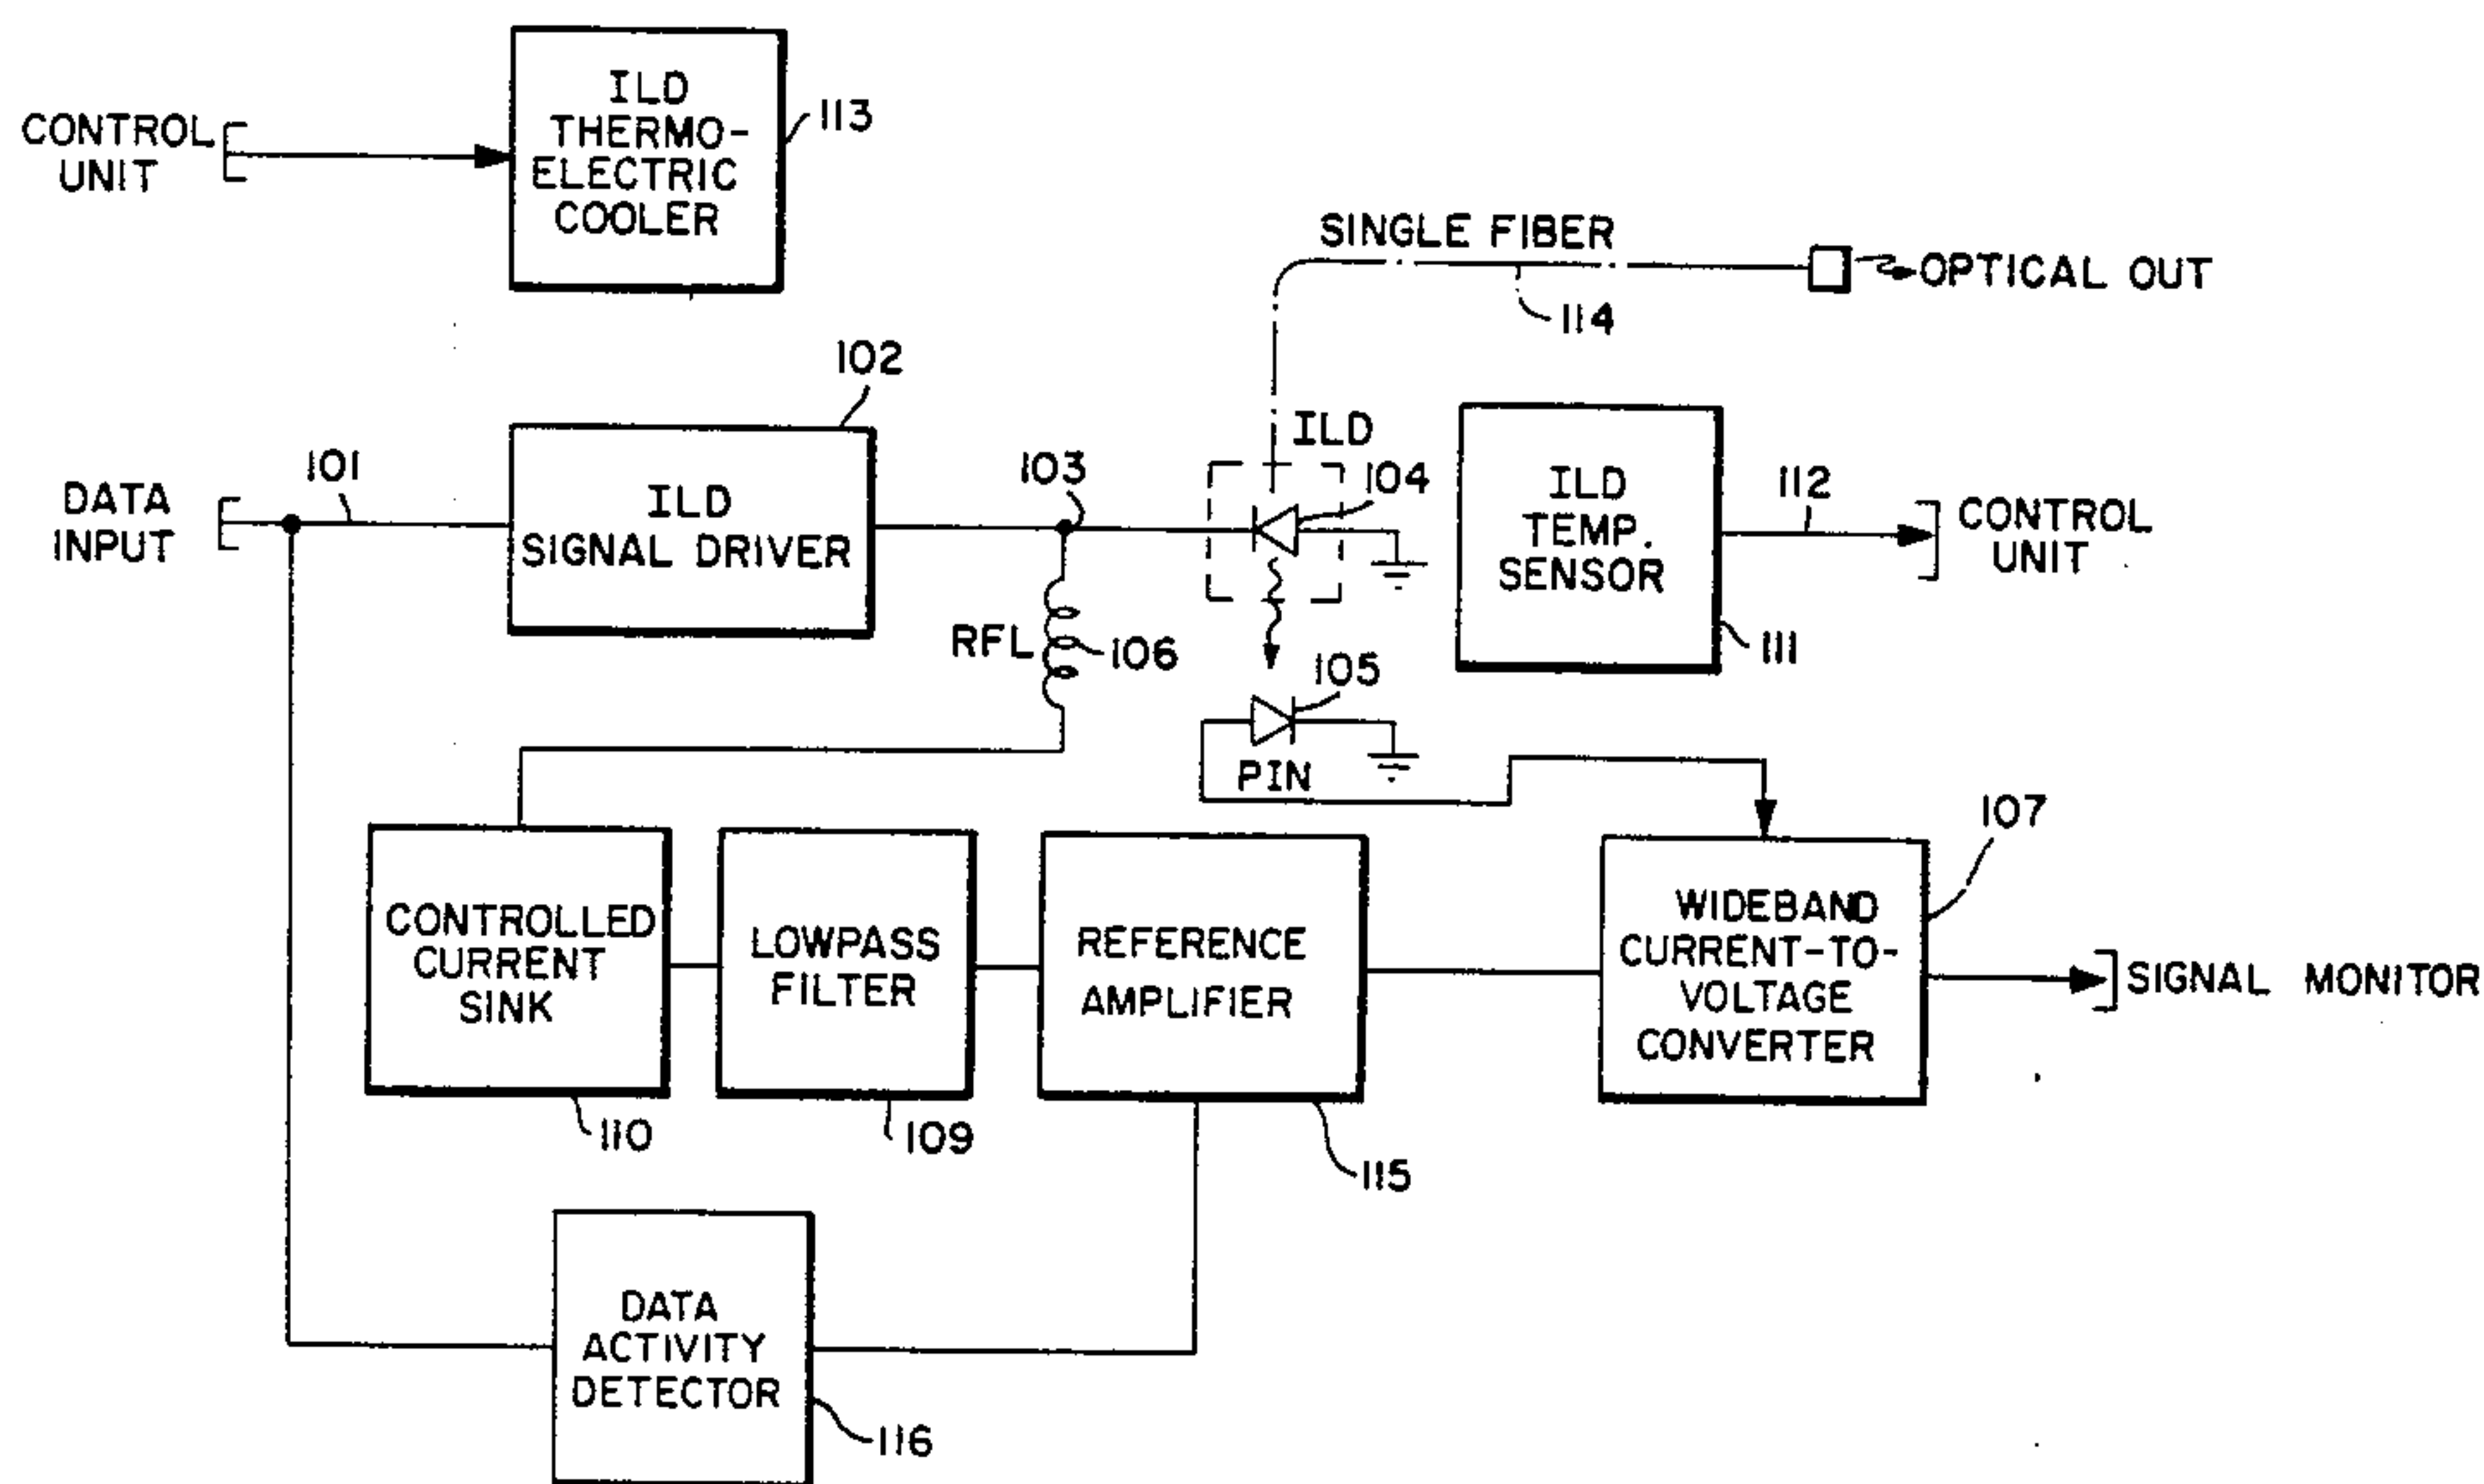 CONTROL
UNIT
ILD
THERMO-
ELECTRIC
COOLER
113
SINGLE FIBER
OPTICAL OUT
114
102
DATA
INPUT
101
ILD
SIGNAL DRIVER
103
ILD
104
ILD
TEMP.
SENSOR
112
CONTROL
UNIT
111
RFL
106
105
PIN
107
CONTROLLED
CURRENT
SINK
LOWPASS
FILTER
REFERENCE
AMPLIFIER
WIDEBAND
CURRENT-TO-
VOLTAGE
CONVERTER
SIGNAL MONITOR
110
109
115
DATA
ACTIVITY
DETECTOR
116